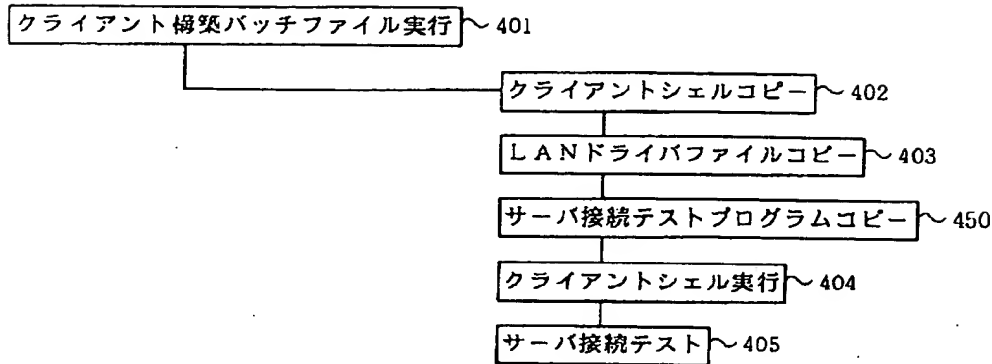 クライアント構築バッチファイル実行 〜401
クライアントシェルコピー 〜402
LANドライバファイルコピー 〜403
サーバ接続テストプログラムコピー 〜450
クライアントシェル実行 〜404
サーバ接続テスト 〜405